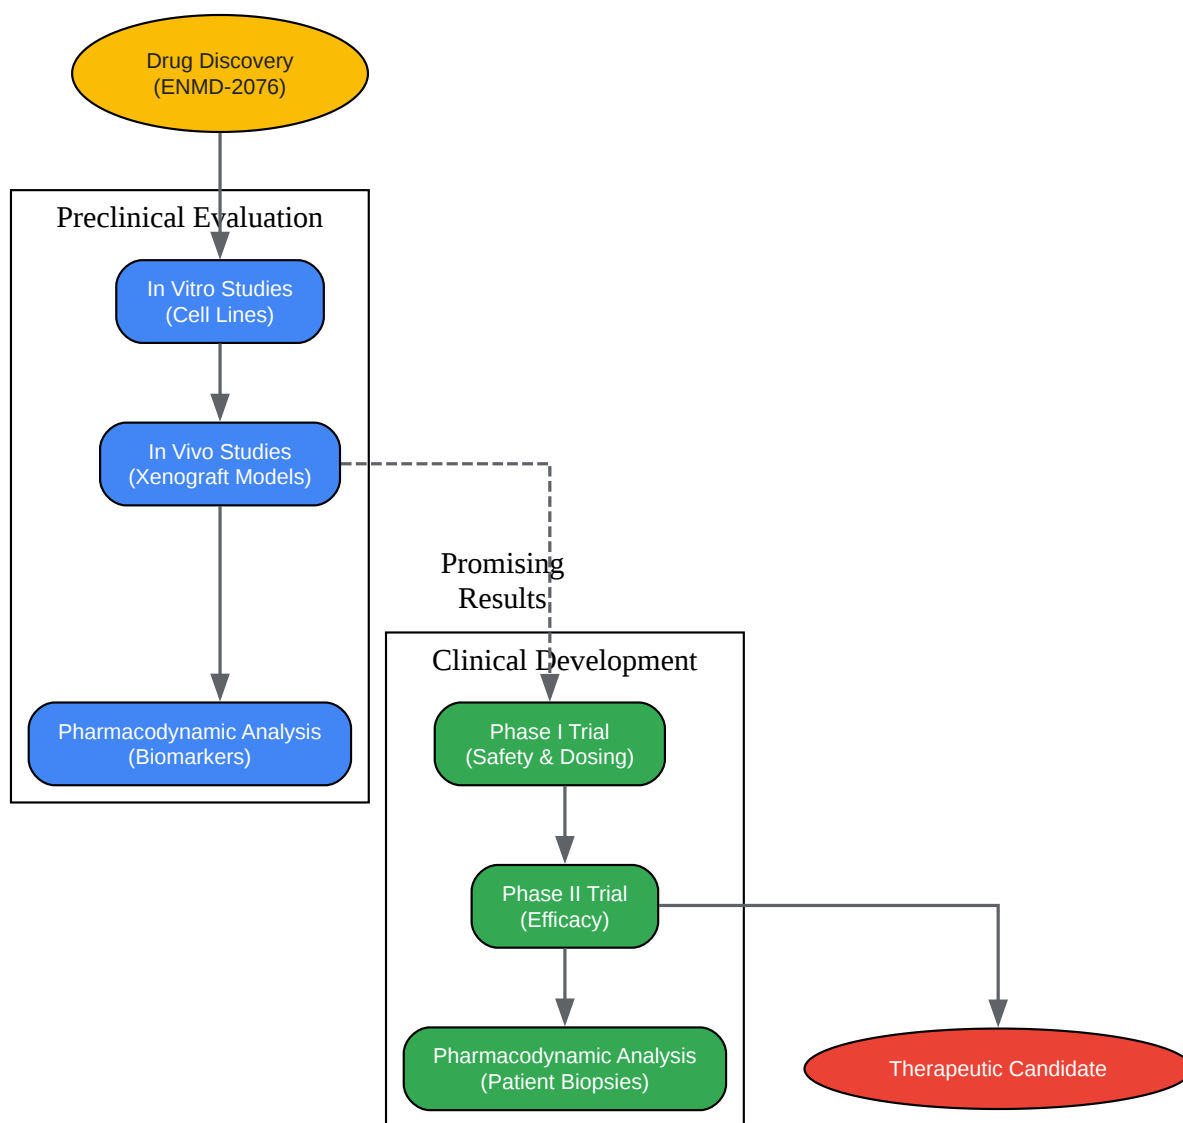 Drug Discovery
(ENMD-2076)
Preclinical Evaluation
In Vitro Studies
(Cell Lines)
In Vivo Studies
(Xenograft Models)
Promising
Results
Clinical Development
Pharmacodynamic Analysis
(Biomarkers)
Phase I Trial
(Safety & Dosing)
Phase II Trial
(Efficacy)
Pharmacodynamic Analysis
(Patient Biopsies)
Therapeutic Candidate